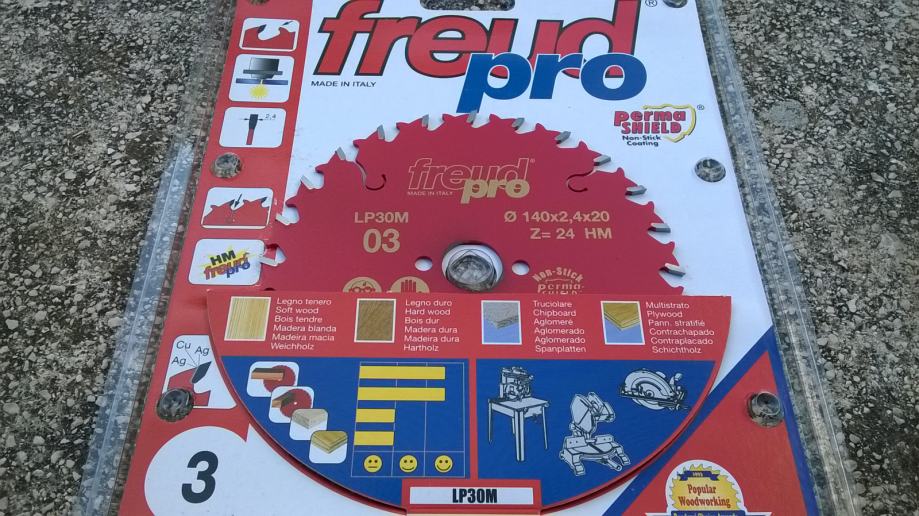 freud®
pro
MADE IN ITALY
perma®
SHIELD
Non-Stick
Coating
2,4
freud®
pro
MADE IN ITALY
LP30M
03
Ø 140x2,4x20
Z= 24 HM
Non-Stick
perma
HM
freud
pro
Legno tenero
Soft wood
Bois tendre
Madera blanda
Madeira macia
Weichholz
Legno duro
Hard wood
Bois dur
Madera dura
Madeira dura
Hartholz
Truciolare
Chipboard
Aglomeré
Aglomerado
Aglomerado
Spanplatten
Multistrato
Plywood
Pann. stratifié
Contrachapado
Contraplacado
Schichtholz
Cu
Ag Ag
3
LP30M
Popular
Woodworking